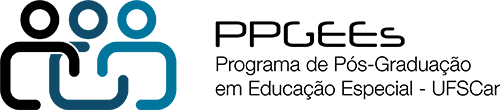 PPGEEs
Programa de Pós-Graduação
em Educação Especial - UFSCar